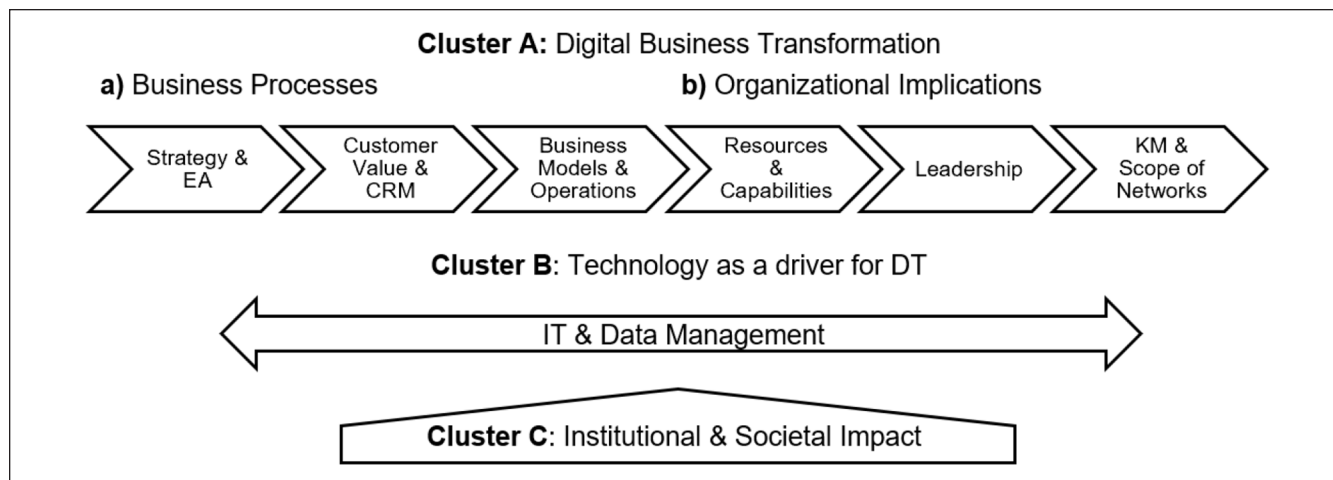 Cluster A: Digital Business Transformation
a) Business Processes
b) Organizational Implications
Strategy &
EA
Customer
Value &
CRM
Business
Models &
Operations
Resources
&
Capabilities
Leadership
KM &
Scope of
Networks
Cluster B: Technology as a driver for DT
IT & Data Management
Cluster C: Institutional & Societal Impact